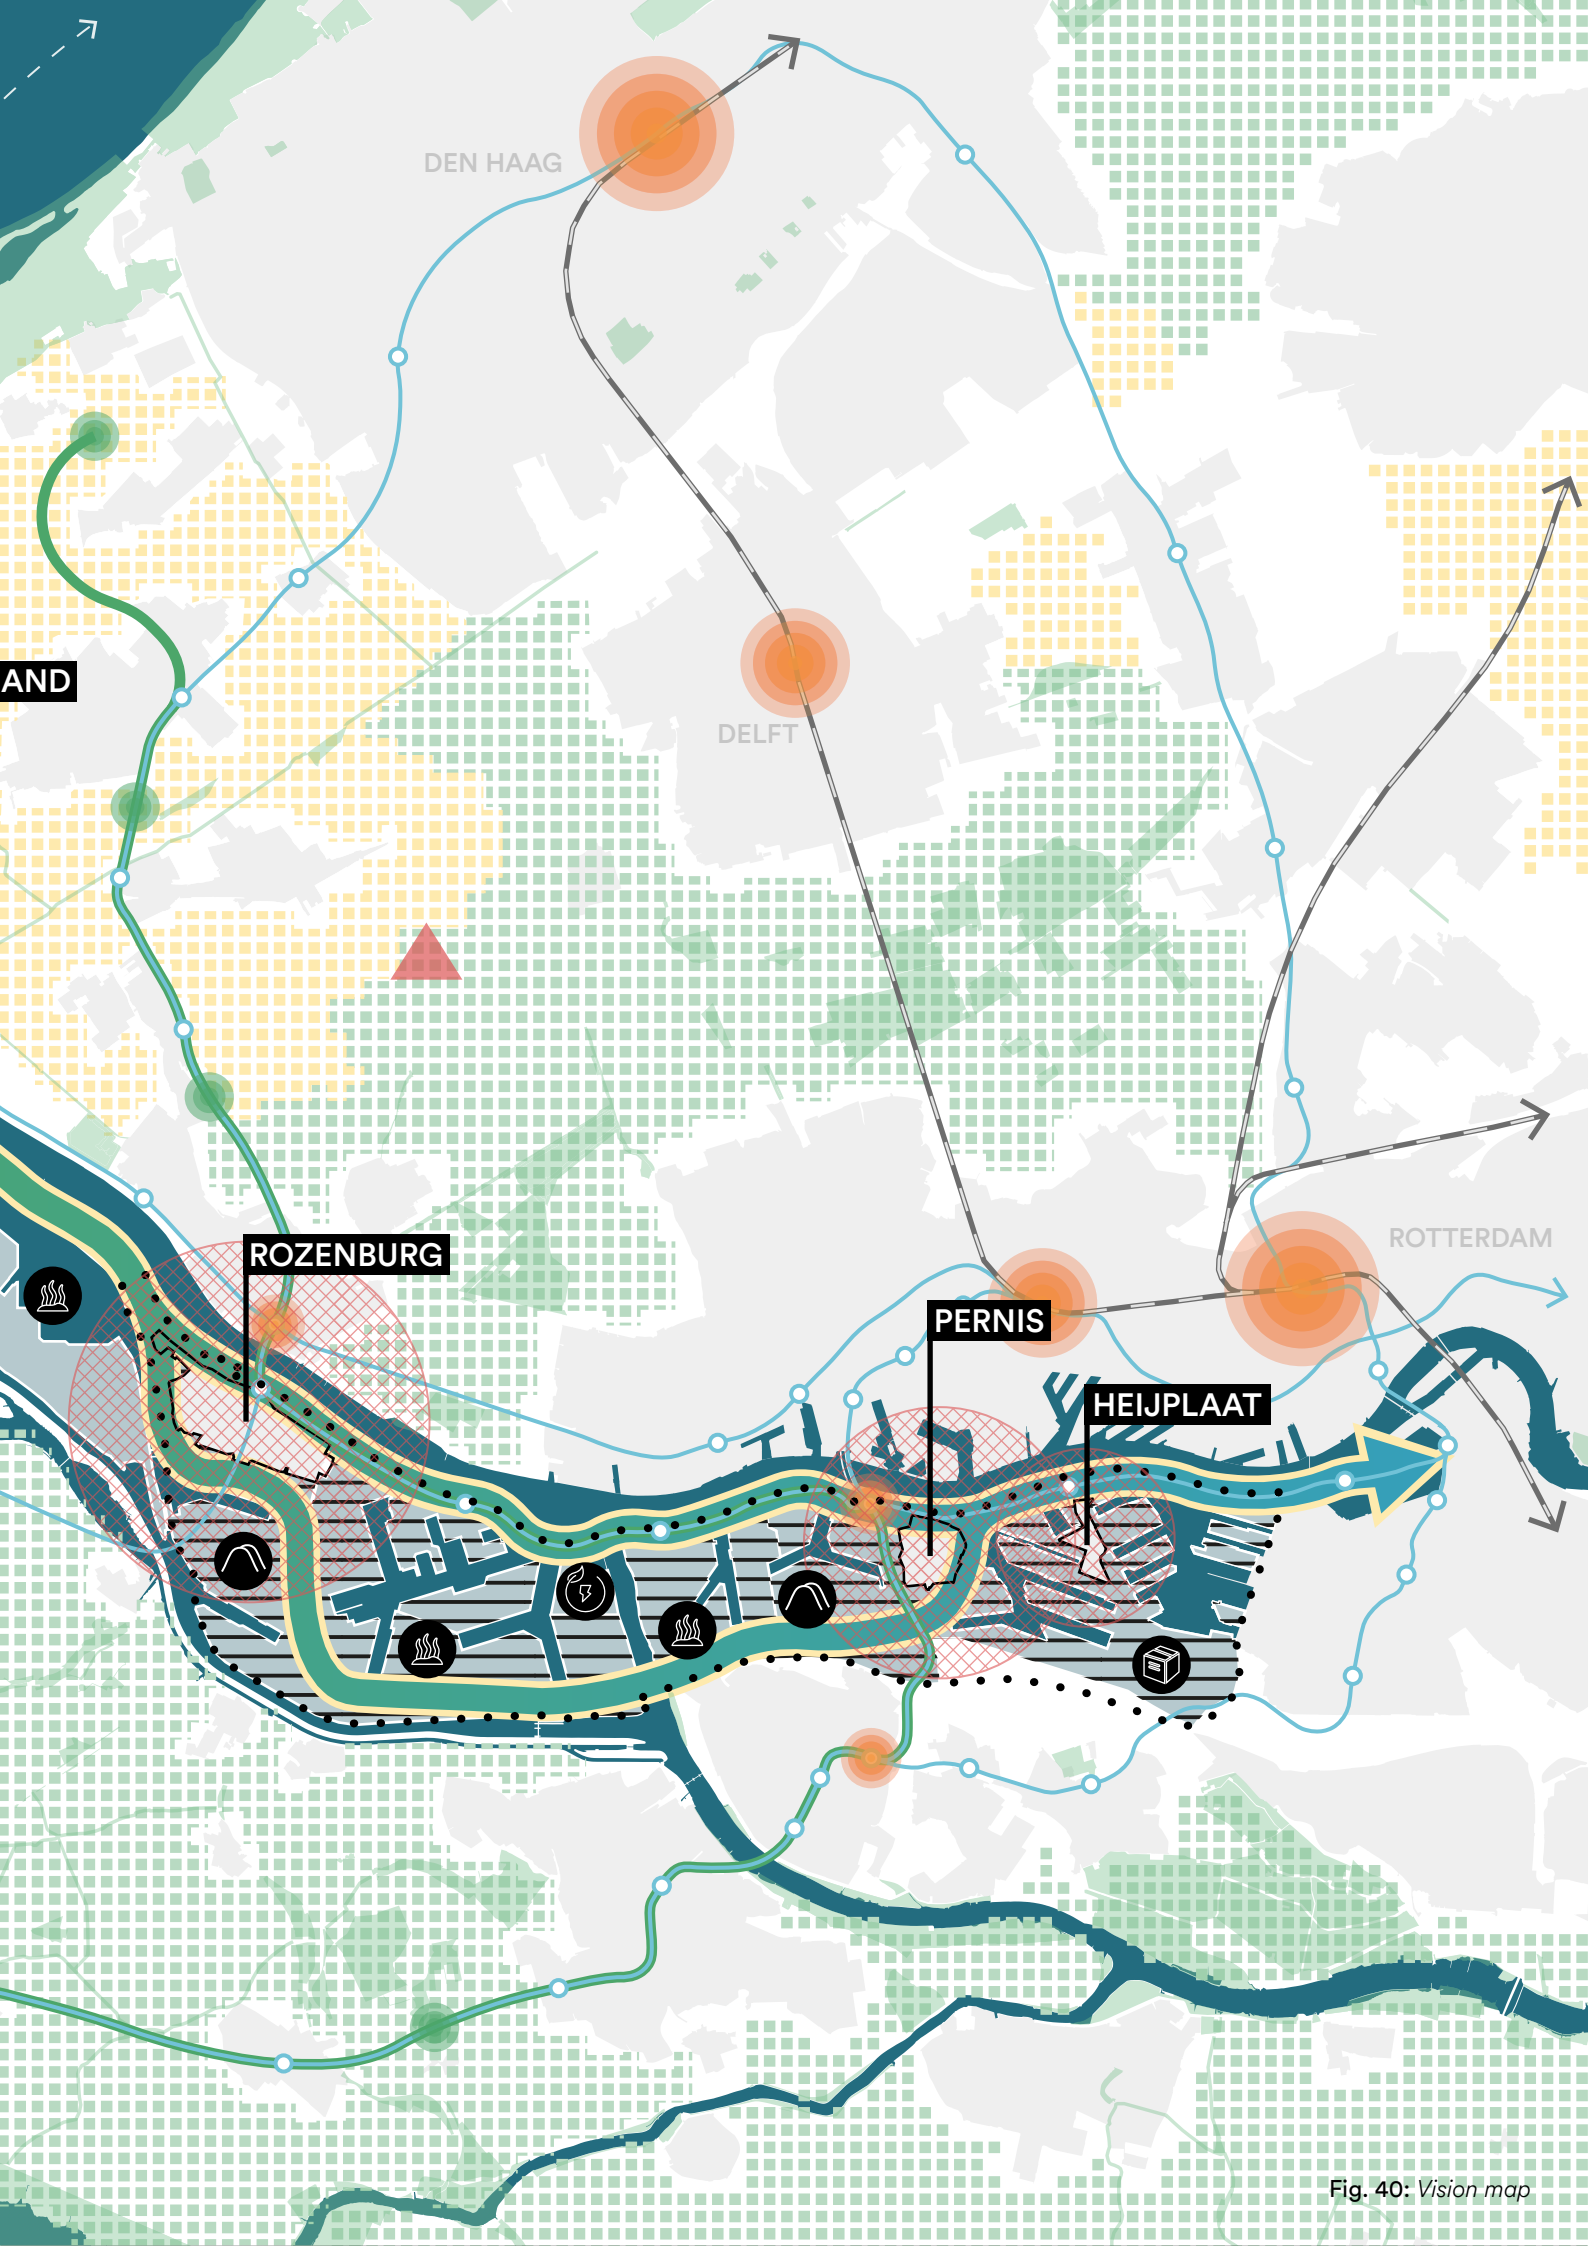 DEN HAAG
AND
DELFT
ROTTERDAM
ROZENBURG
PERNIS
HEIJPLAAT
Fig. 40: Vision map